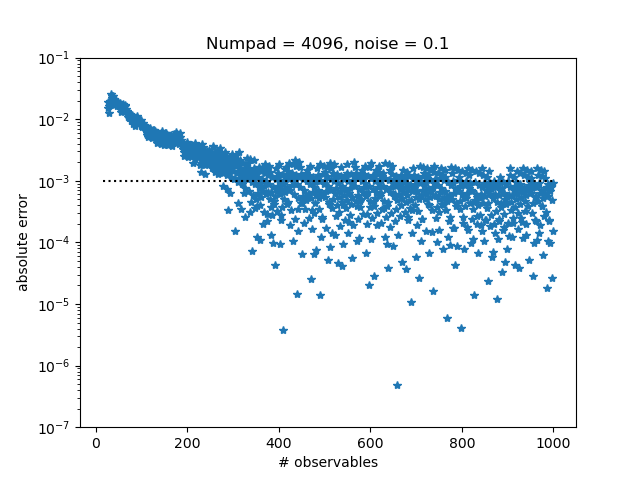 Numpad = 4096, noise = 0.1
10⁻¹
10⁻²
10⁻³
10⁻⁴
10⁻⁵
10⁻⁶
10⁻⁷
absolute error
0 200 400 600 800 1000
# observables